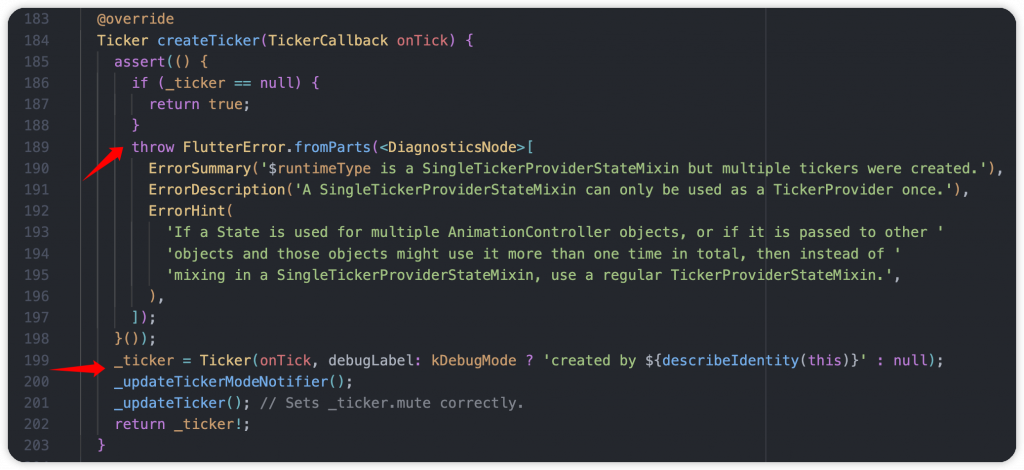 183 @override
184 Ticker createTicker(TickerCallback onTick) {
185 assert(() {
186 if (_ticker == null) {
187 return true;
188 }
189 throw FlutterError.fromParts(<DiagnosticsNode>[
190 ErrorSummary('$runtimeType is a SingleTickerProviderStateMixin but multiple tickers were created.'),
191 ErrorDescription('A SingleTickerProviderStateMixin can only be used as a TickerProvider once.'),
192 ErrorHint(
193 'If a State is used for multiple AnimationController objects, or if it is passed to other '
194 'objects and those objects might use it more than one time in total, then instead of '
195 'mixing in a SingleTickerProviderStateMixin, use a regular TickerProviderStateMixin.',
196 ),
197 ]);
198 }());
199 _ticker = Ticker(onTick, debugLabel: kDebugMode ? 'created by ${describeIdentity(this)}' : null);
200 _updateTickerModeNotifier();
201 _updateTicker(); // Sets _ticker.mute correctly.
202 return _ticker!;
203 }